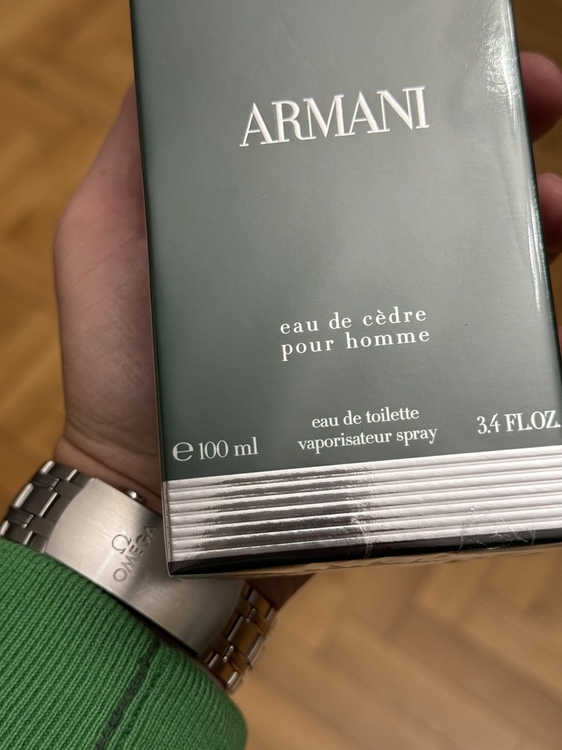 ARMANI
eau de cèdre
pour homme
eau de toilette
vaporisateur spray
℮ 100 ml
3.4 FL.OZ.
Ω
OMEGA